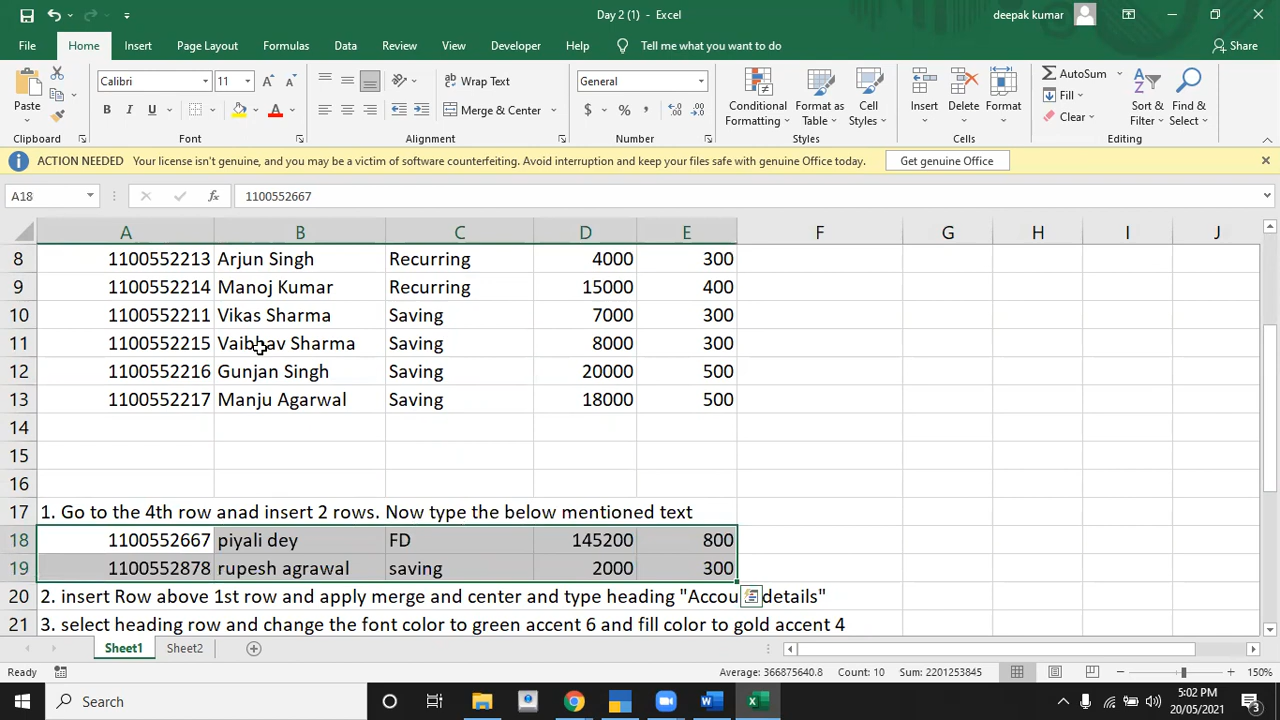 Day 2 (1) - Excel
deepak kumar
File Home Insert Page Layout Formulas Data Review View Developer Help Tell me what you want to do Share
Paste
Calibri 11
B I U
Wrap Text
Merge & Center
General
$ % ,
Conditional Formatting
Format as Table
Cell Styles
Insert
Delete
Format
AutoSum
Fill
Clear
Sort & Filter
Find & Select
Clipboard Font Alignment Number Styles Cells Editing
ACTION NEEDED Your license isn't genuine, and you may be a victim of software counterfeiting. Avoid interruption and keep your files safe with genuine Office today. Get genuine Office
A18 fx 1100552667
A B C D E F G H I J
8 1100552213 Arjun Singh Recurring 4000 300
9 1100552214 Manoj Kumar Recurring 15000 400
10 1100552211 Vikas Sharma Saving 7000 300
11 1100552215 Vaibhav Sharma Saving 8000 300
12 1100552216 Gunjan Singh Saving 20000 500
13 1100552217 Manju Agarwal Saving 18000 500
14
15
16
17 1. Go to the 4th row anad insert 2 rows. Now type the below mentioned text
18 1100552667 piyali dey FD 145200 800
19 1100552878 rupesh agrawal saving 2000 300
20 2. insert Row above 1st row and apply merge and center and type heading "Accou details"
21 3. select heading row and change the font color to green accent 6 and fill color to gold accent 4
Sheet1 Sheet2
Ready Average: 366875640.8 Count: 10 Sum: 2201253845 150%
Search
5:02 PM
20/05/2021
3